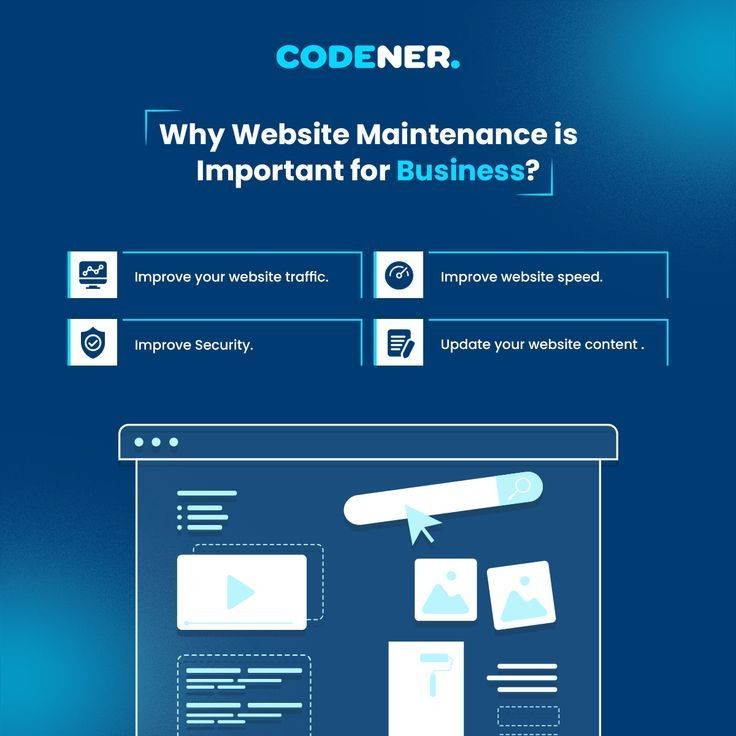 CODENER.
Why Website Maintenance is
Important for Business?
Improve your website traffic.
Improve website speed.
Improve Security.
Update your website content .